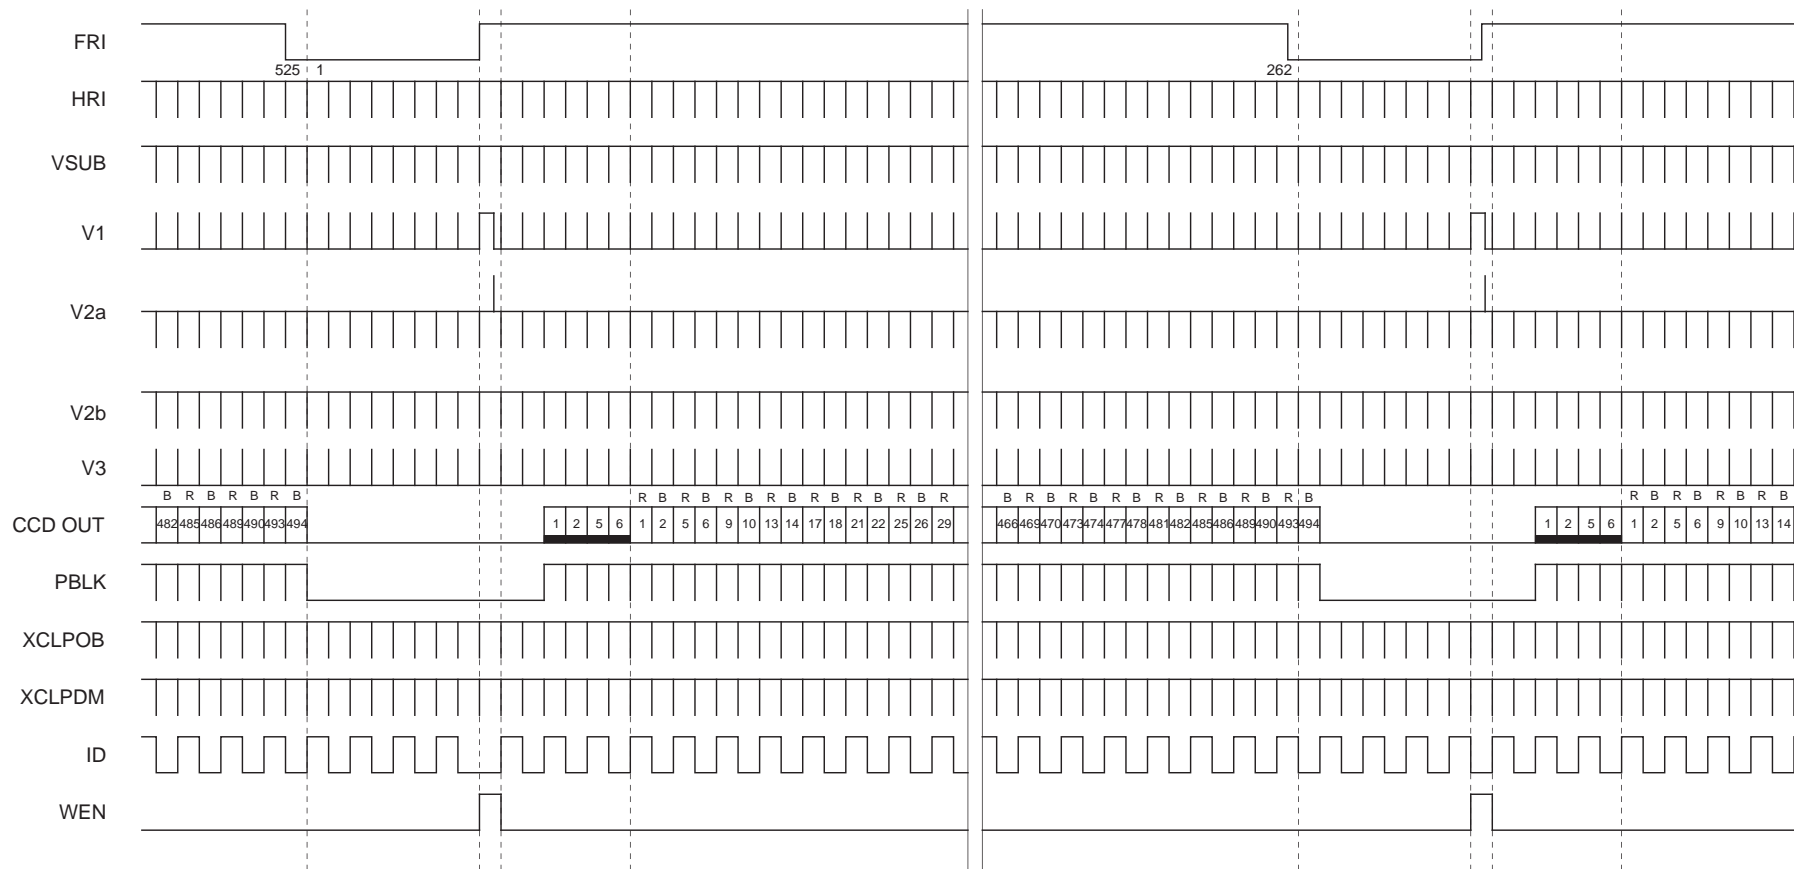 FRI
525 1 262
HRI
VSUB
V1
V2a
V2b
V3
B R B R B R B R B R B R B R B R B R B R B R B R B R B R B R B R B R B R B R B R B R B R B R B
CCD OUT 482 485 486 489 490 493 494 1 2 5 6 1 2 5 6 9 10 13 14 17 18 21 22 25 26 29 466 469 470 473 474 477 478 481 482 485 486 489 490 493 494 1 2 5 6 1 2 5 6 9 10 13 14
PBLK
XCLPOB
XCLPDM
ID
WEN